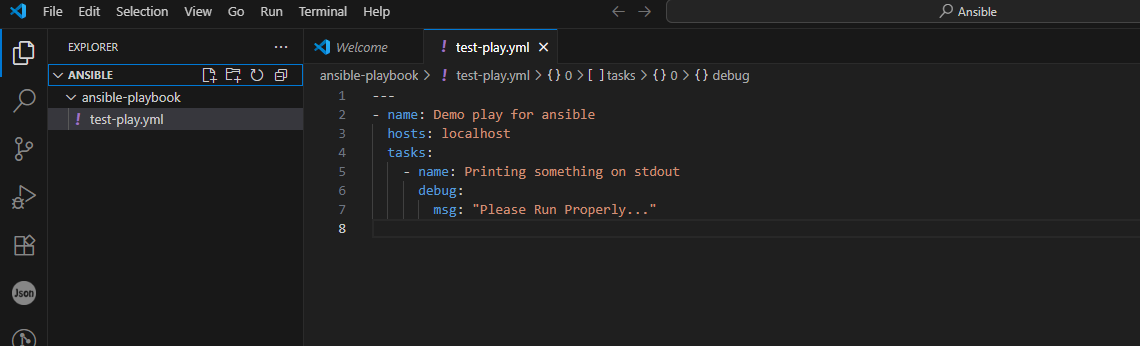 File Edit Selection View Go Run Terminal Help
Ansible
EXPLORER
ANSIBLE
ansible-playbook
! test-play.yml
Welcome
! test-play.yml
ansible-playbook > ! test-play.yml > {} 0 > [ ] tasks > {} 0 > {} debug
1 ---
2 - name: Demo play for ansible
3 hosts: localhost
4 tasks:
5 - name: Printing something on stdout
6 debug:
7 msg: "Please Run Properly..."
8
Json